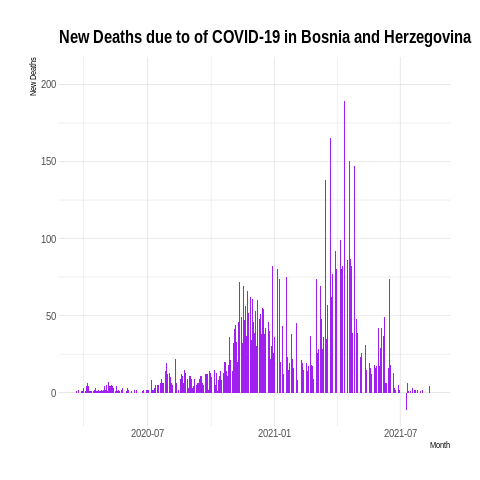 New Deaths due to of COVID-19 in Bosnia and Herzegovina
New Deaths
200
150
100
50
0
2020-07 2021-01 2021-07
Month